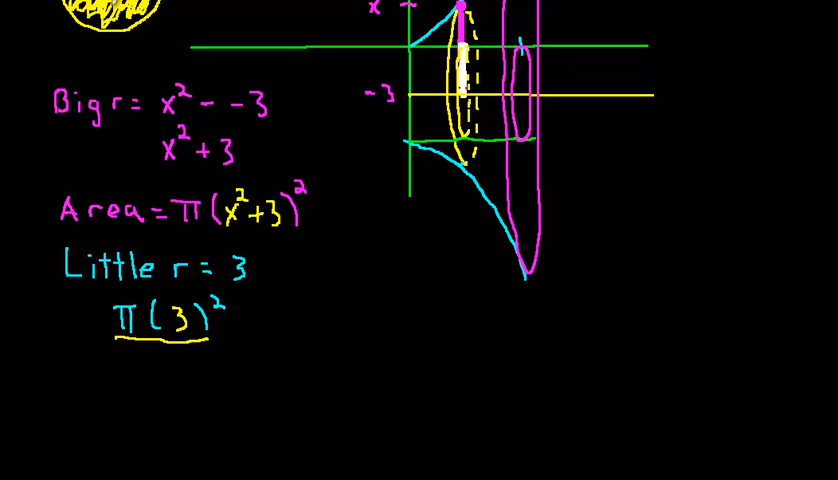 x
-3
Big r = x² - -3
x² + 3
Area = π(x²+3)²
Little r = 3
π(3)²